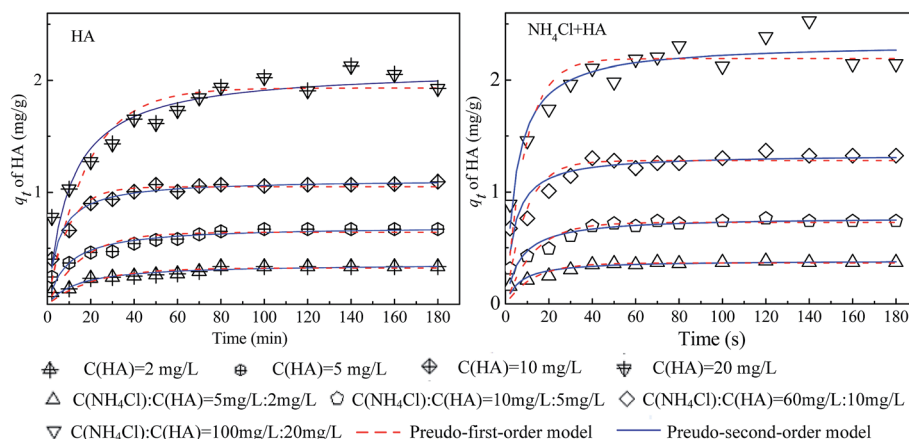 HA
NH₄Cl+HA
qₜ of HA (mg/g)
2
1
0
0 20 40 60 80 100 120 140 160 180
Time (min)
qₜ of HA (mg/g)
2
1
0
0 20 40 60 80 100 120 140 160 180
Time (s)
C(HA)=2 mg/L C(HA)=5 mg/L C(HA)=10 mg/L C(HA)=20 mg/L
C(NH₄Cl):C(HA)=5mg/L:2mg/L C(NH₄Cl):C(HA)=10mg/L:5mg/L C(NH₄Cl):C(HA)=60mg/L:10mg/L
C(NH₄Cl):C(HA)=100mg/L:20mg/L Preudo-first-order model Preudo-second-order model